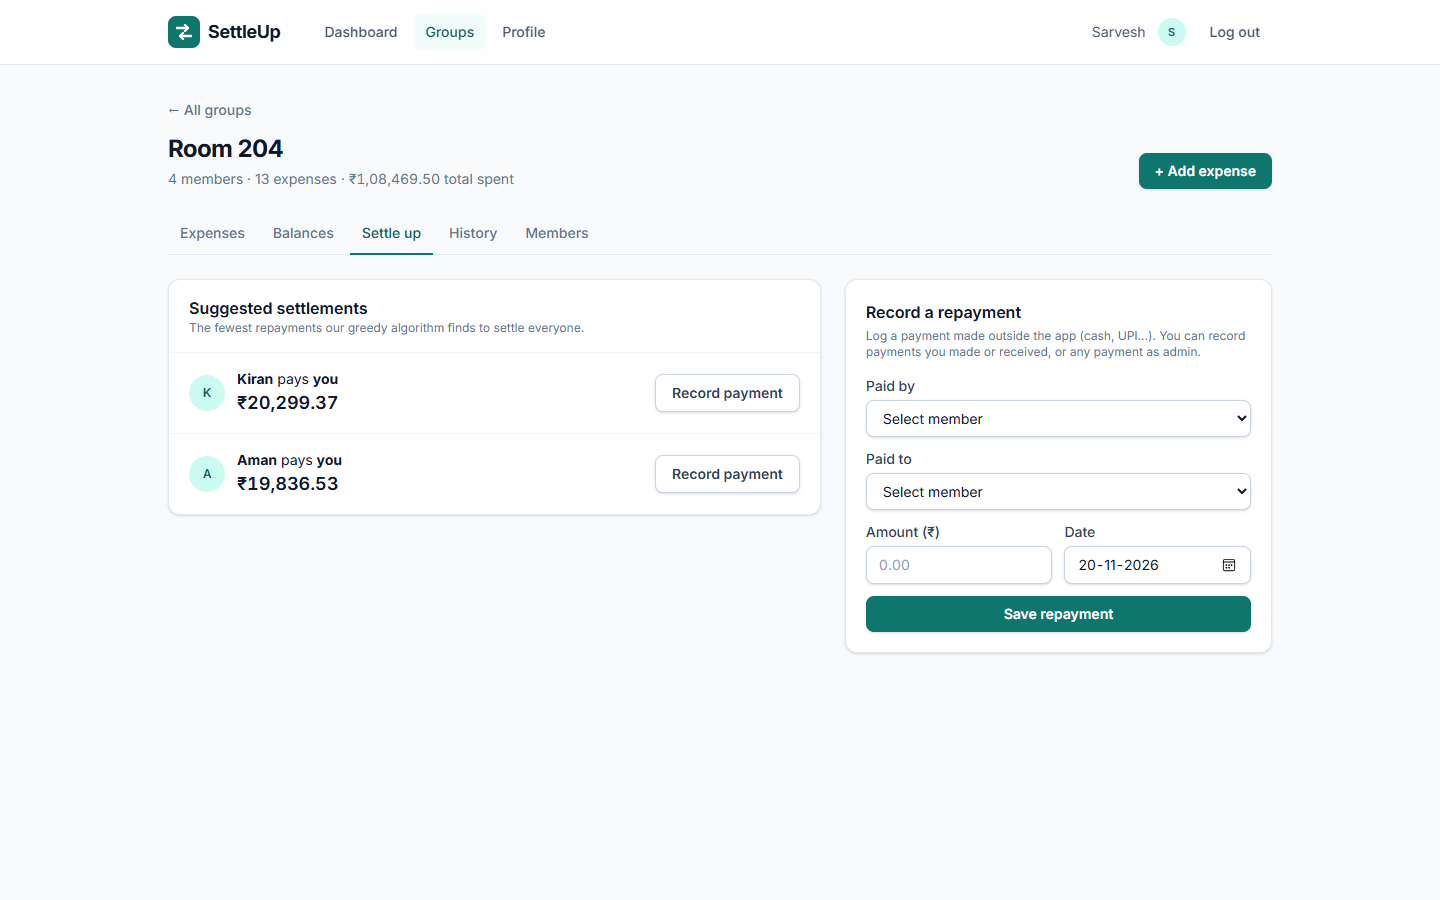 SettleUp
Dashboard
Groups
Profile
Sarvesh
S
Log out
← All groups
Room 204
4 members · 13 expenses · ₹1,08,469.50 total spent
+ Add expense
Expenses
Balances
Settle up
History
Members
Suggested settlements
The fewest repayments our greedy algorithm finds to settle everyone.
K
Kiran pays you
₹20,299.37
Record payment
A
Aman pays you
₹19,836.53
Record payment
Record a repayment
Log a payment made outside the app (cash, UPI...). You can record
payments you made or received, or any payment as admin.
Paid by
Select member
Paid to
Select member
Amount (₹)
Date
0.00
20-11-2026
Save repayment